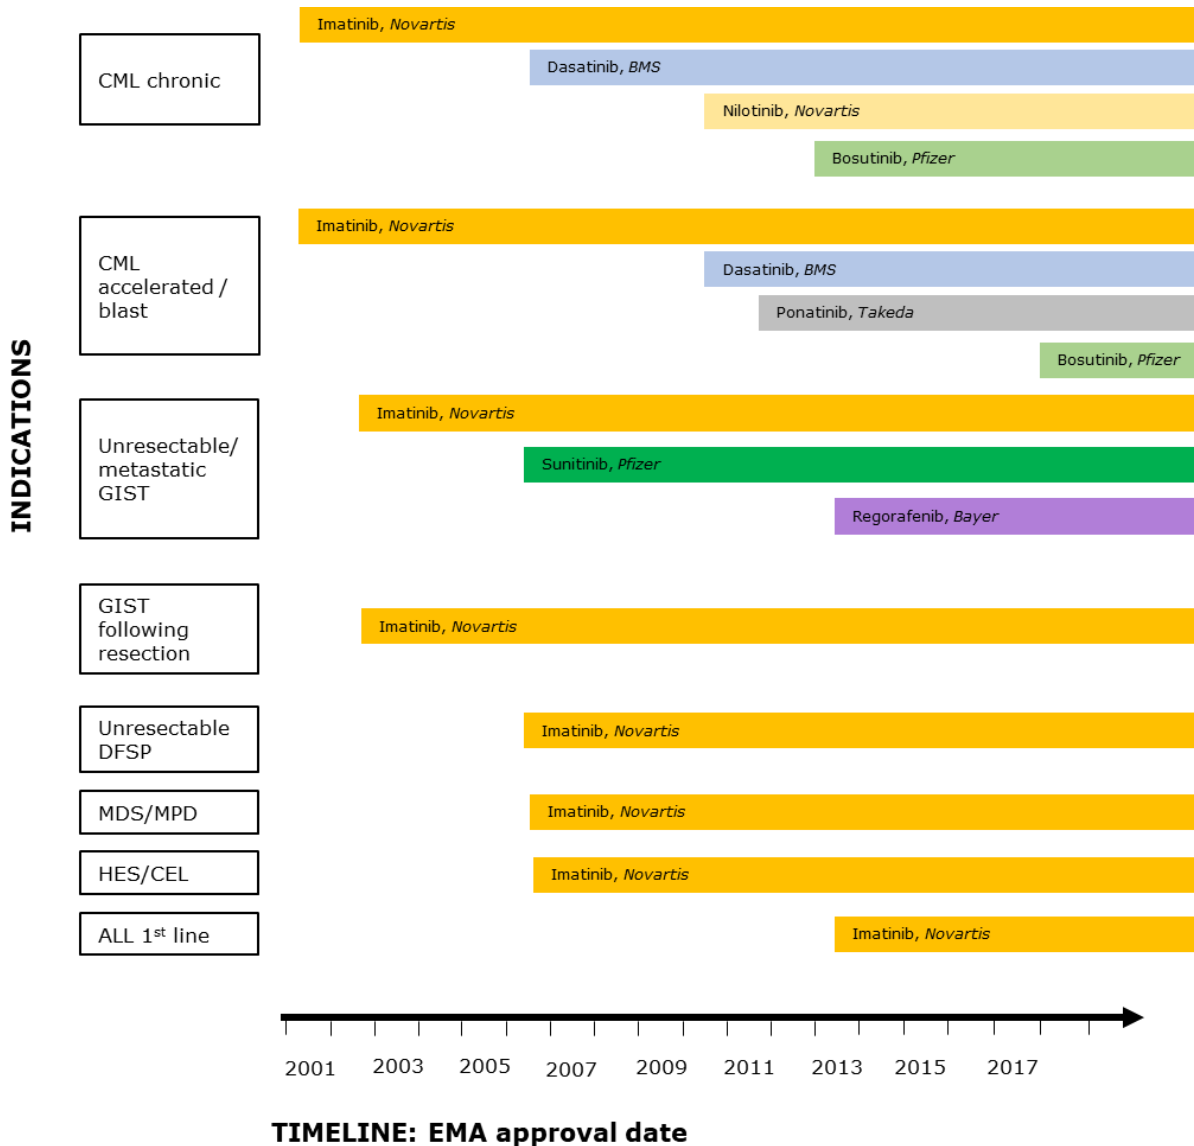 Imatinib, Novartis
CML chronic
Dasatinib, BMS
Nilotinib, Novartis
Bosutinib, Pfizer
Imatinib, Novartis
CML
accelerated /
blast
Dasatinib, BMS
Ponatinib, Takeda
Bosutinib, Pfizer
INDICATIONS
Imatinib, Novartis
Unresectable/
metastatic
GIST
Sunitinib, Pfizer
Regorafenib, Bayer
GIST
following
resection
Imatinib, Novartis
Unresectable
DFSP
Imatinib, Novartis
MDS/MPD
Imatinib, Novartis
HES/CEL
Imatinib, Novartis
ALL 1st line
Imatinib, Novartis
2001 2003 2005 2007 2009 2011 2013 2015 2017
TIMELINE: EMA approval date